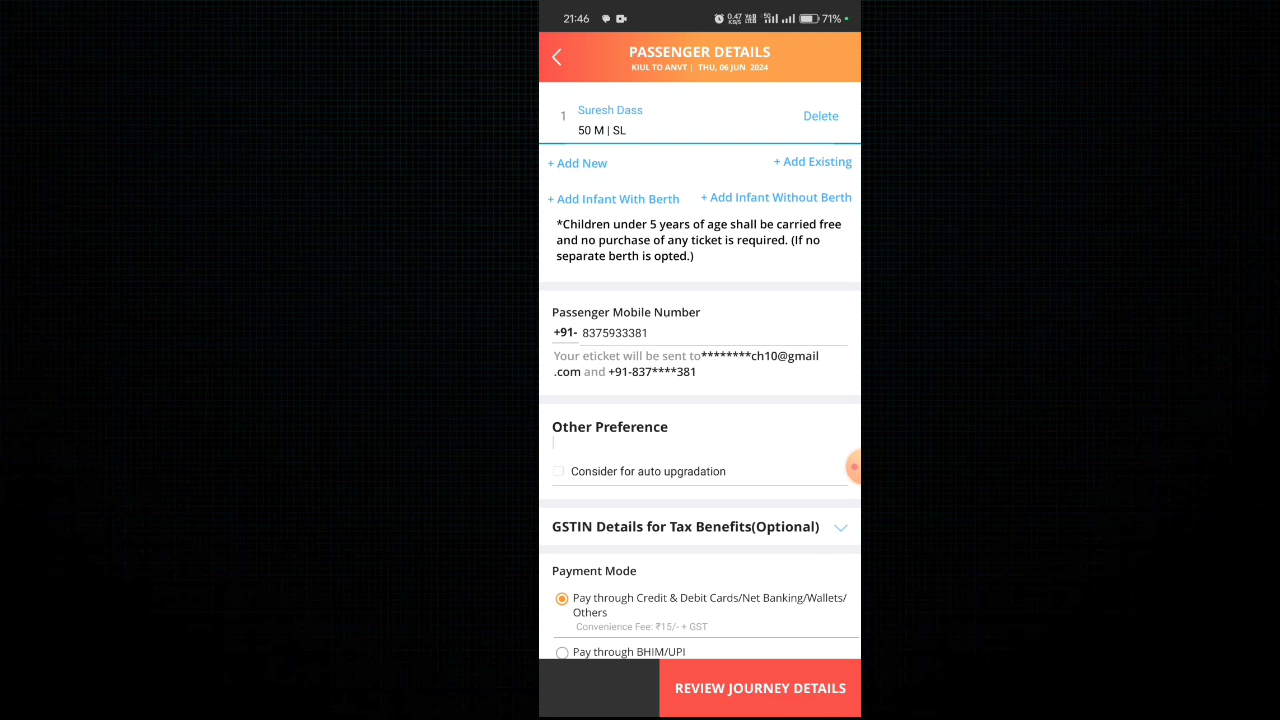 21:46 0.47 KB/S 5G 71%
PASSENGER DETAILS
KIUL TO ANVT | THU, 06 JUN 2024
1 Suresh Dass Delete
50 M | SL
+ Add New + Add Existing
+ Add Infant With Berth + Add Infant Without Berth
*Children under 5 years of age shall be carried free
and no purchase of any ticket is required. (If no
separate berth is opted.)
Passenger Mobile Number
+91- 8375933381
Your eticket will be sent to********ch10@gmail
.com and +91-837****381
Other Preference
Consider for auto upgradation
GSTIN Details for Tax Benefits(Optional)
Payment Mode
Pay through Credit & Debit Cards/Net Banking/Wallets/
Others
Convenience Fee: ₹15/- + GST
Pay through BHIM/UPI
REVIEW JOURNEY DETAILS